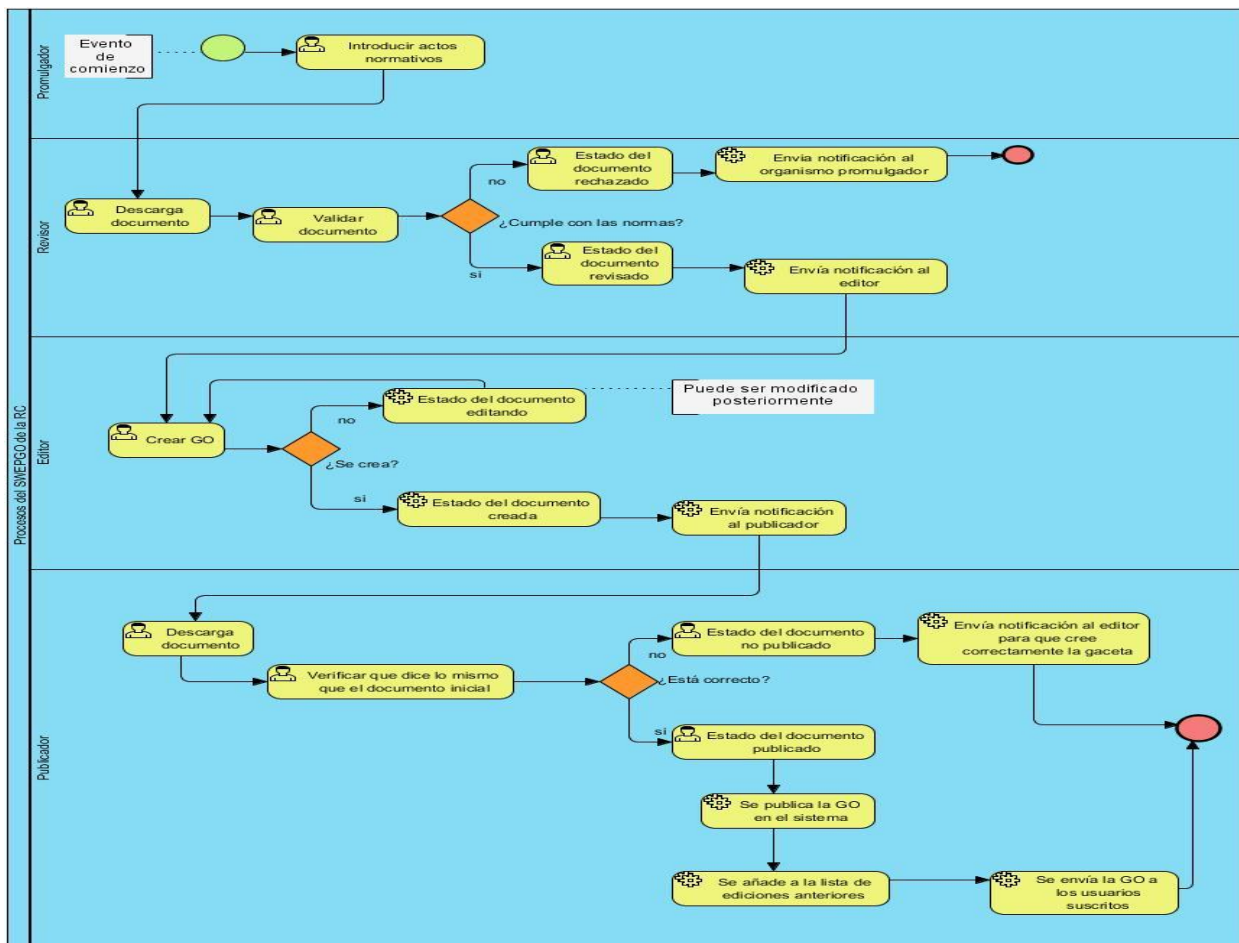 Procesos del SWEPGO de la RC
Promulgador
Evento
de
comienzo
Introducir actos
normativos
Revisor
Descarga
documento
Validar
documento
no
¿Cumple con las normas?
si
Estado del
documento
rechazado
Envia notificación al
organismo promulgador
Estado del
documento
revisado
Envía notificación al
editor
Editor
Crear GO
no
¿Se crea?
si
Estado del documento
editando
Puede ser modificado
posteriormente
Estado del documento
creada
Envía notificación
al publicador
Publicador
Descarga
documento
Verificar que dice lo mismo
que el documento inicial
no
¿Está correcto?
si
Estado del documento
no publicado
Envía notificación al editor
para que cree
correctamente la gaceta
Estado del documento
publicado
Se publica la GO
en el sistema
Se añade a la lista de
ediciones anteriores
Se envía la GO a
los usuarios
suscritos